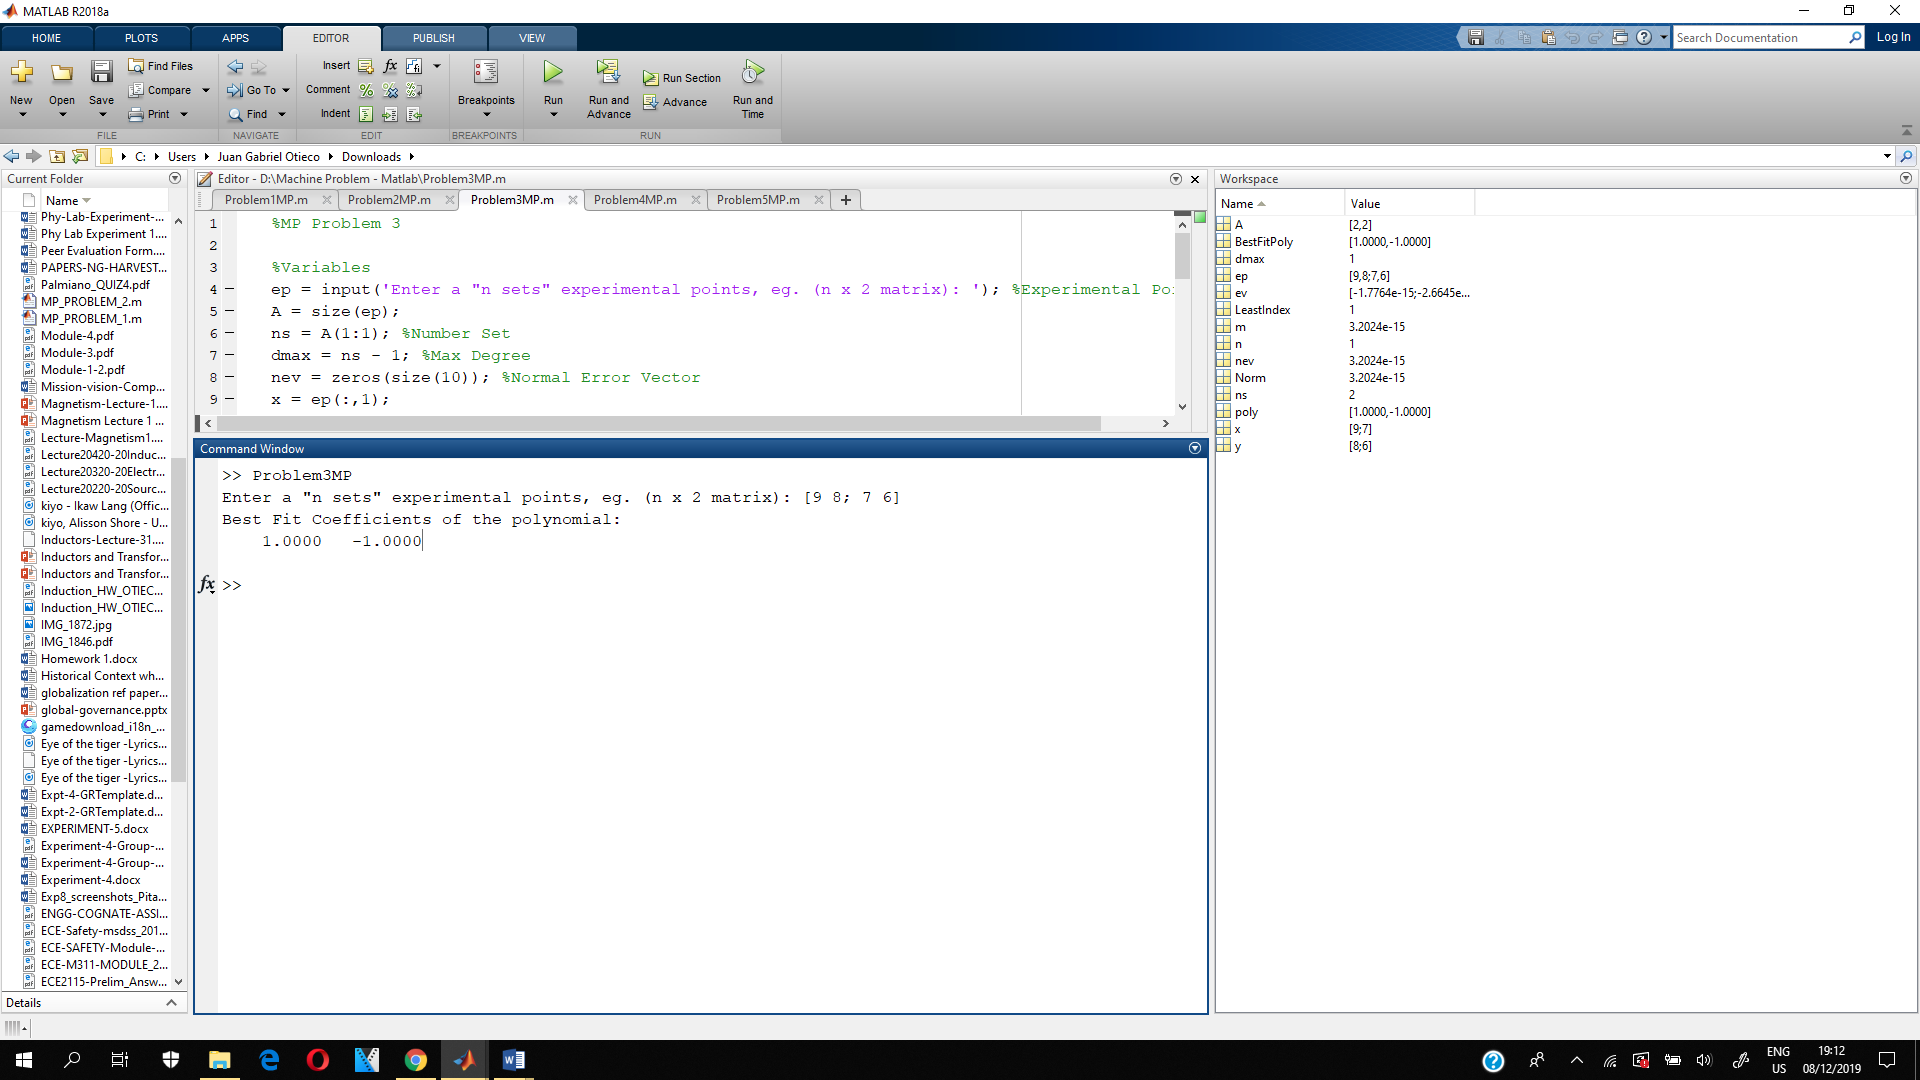 MATLAB R2018a
HOME PLOTS APPS EDITOR PUBLISH VIEW
Search Documentation
Log In
New Open Save
Find Files
Compare
Print
Go To
Find
Insert
fx
Comment
Indent
Breakpoints
Run
Run and Advance
Run Section
Advance
Run and Time
FILE NAVIGATE EDIT BREAKPOINTS RUN
C: Users Juan Gabriel Otieco Downloads
Current Folder
Name
Phy-Lab-Experiment-...
Phy Lab Experiment 1....
Peer Evaluation Form....
PAPERS-NG-HARVEST...
Palmiano_QUIZ4.pdf
MP_PROBLEM_2.m
MP_PROBLEM_1.m
Module-4.pdf
Module-3.pdf
Module-1-2.pdf
Mission-vision-Comp...
Magnetism-Lecture-1....
Magnetism Lecture 1 ...
Lecture-Magnetism1....
Lecture20420-20Induc...
Lecture20320-20Electr...
Lecture20220-20Sourc...
kiyo - Ikaw Lang (Offic...
kiyo, Alisson Shore - U...
Inductors-Lecture-31....
Inductors and Transfor...
Inductors and Transfor...
Induction_HW_OTIEC...
Induction_HW_OTIEC...
IMG_1872.jpg
IMG_1846.pdf
Homework 1.docx
Historical Context wh...
globalization ref paper...
global-governance.pptx
gamedownload_i18n_...
Eye of the tiger -Lyrics...
Eye of the tiger -Lyrics...
Eye of the tiger -Lyrics...
Expt-4-GRTemplate.d...
Expt-2-GRTemplate.d...
EXPERIMENT-5.docx
Experiment-4-Group-...
Experiment-4-Group-...
Experiment-4.docx
Exp8_screenshots_Pita...
ENGG-COGNATE-ASSI...
ECE-Safety-msdss_201...
ECE-SAFETY-Module-...
ECE-M311-MODULE_2...
ECE2115-Prelim_Answ...
Details
Editor - D:\Machine Problem - Matlab\Problem3MP.m
Problem1MP.m Problem2MP.m Problem3MP.m Problem4MP.m Problem5MP.m +
1 %MP Problem 3
2
3 %Variables
4 – ep = input('Enter a "n sets" experimental points, eg. (n x 2 matrix): '); %Experimental Poi
5 – A = size(ep);
6 – ns = A(1:1); %Number Set
7 – dmax = ns - 1; %Max Degree
8 – nev = zeros(size(10)); %Normal Error Vector
9 – x = ep(:,1);
Command Window
>> Problem3MP
Enter a "n sets" experimental points, eg. (n x 2 matrix): [9 8; 7 6]
Best Fit Coefficients of the polynomial:
1.0000 -1.0000
fx >>
Workspace
Name Value
A [2,2]
BestFitPoly [1.0000,-1.0000]
dmax 1
ep [9,8;7,6]
ev [-1.7764e-15;-2.6645e...
LeastIndex 1
m 3.2024e-15
n 1
nev 3.2024e-15
Norm 3.2024e-15
ns 2
poly [1.0000,-1.0000]
x [9;7]
y [8;6]
ENG
US
19:12
08/12/2019